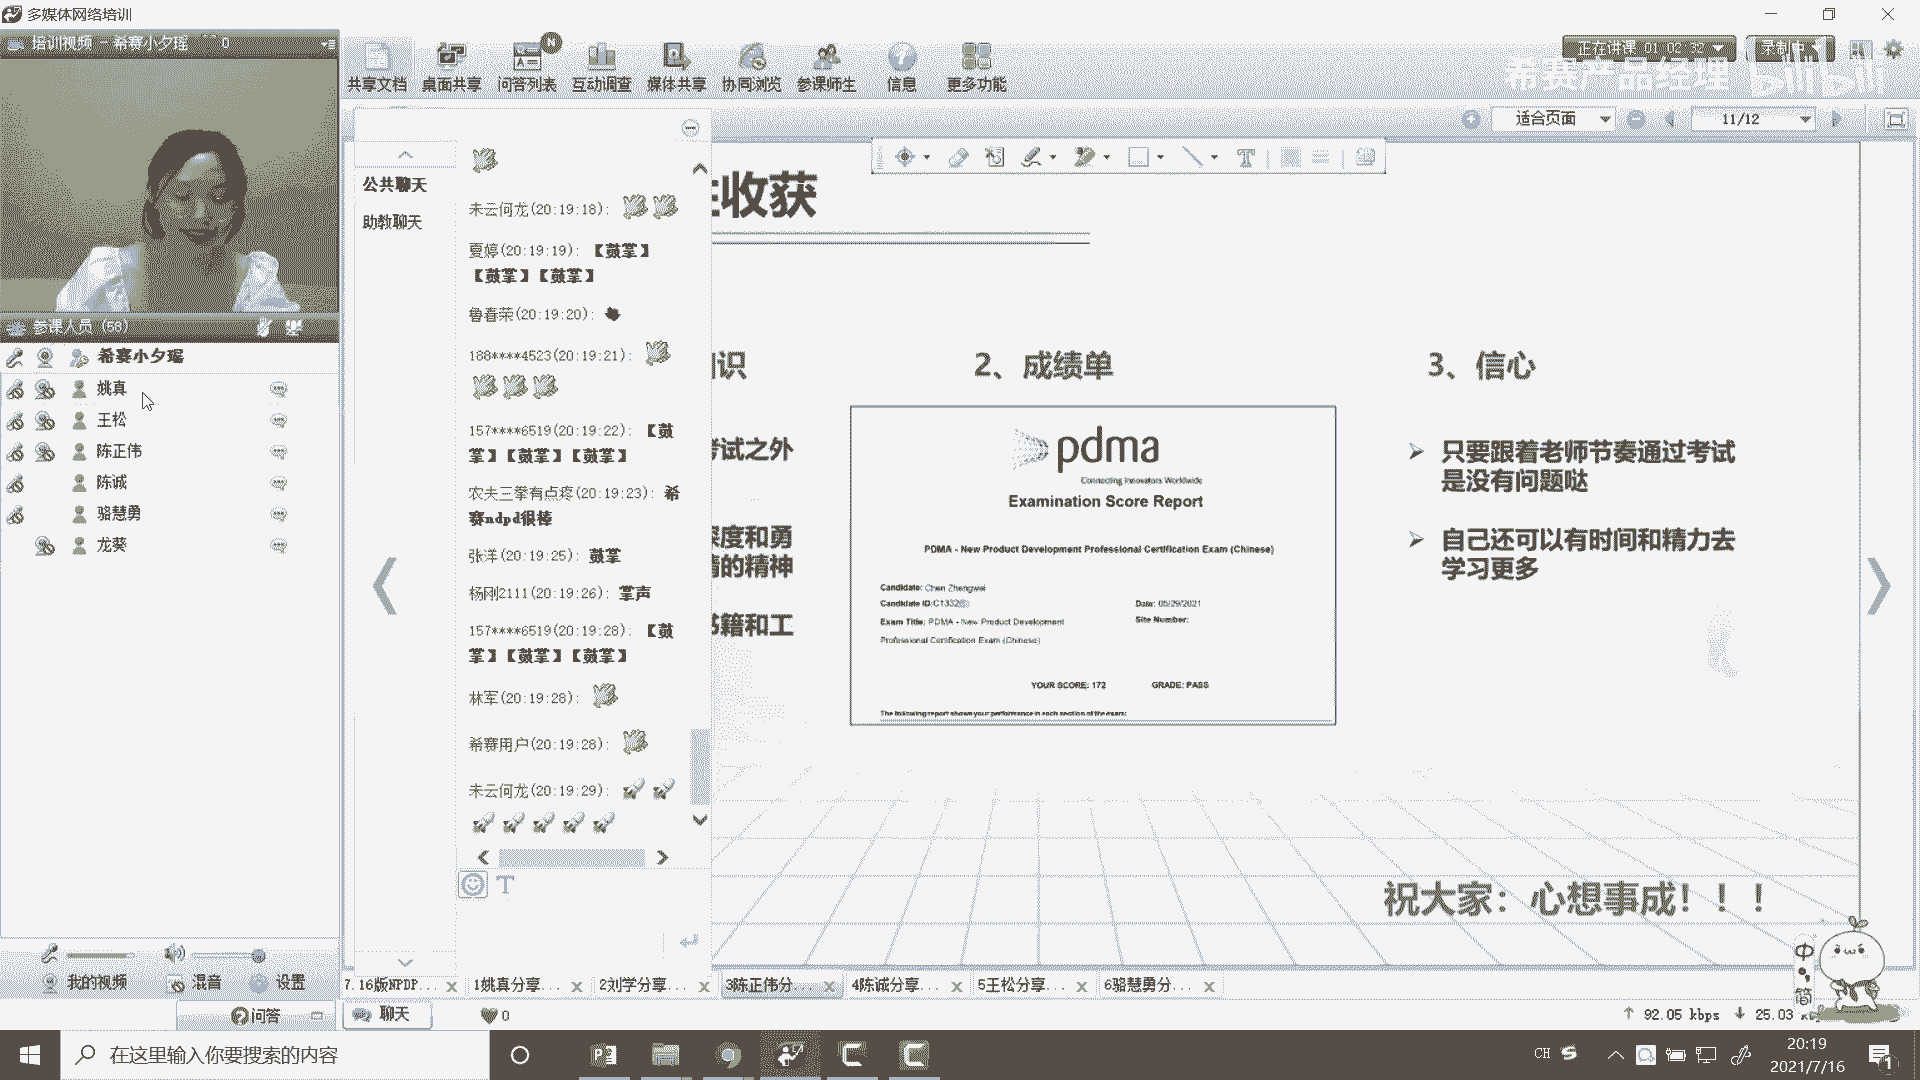 多媒体网络培训
培训视频 - 希赛小夕瑶 0
共享文档
桌面共享
问答列表
N
互动调查
媒体共享
协同浏览
参课师生
信息
更多功能
正在讲课 01:02:32
录制中
希赛产品经理
bilibili
适合页面
11/12
公共聊天
助教聊天
未云何龙(20:19:18):
夏婷(20:19:19): 【鼓掌】
【鼓掌】【鼓掌】
鲁春荣(20:19:20):
188****4523(20:19:21):
157****6519(20:19:22): 【鼓
掌】【鼓掌】【鼓掌】
农夫三拳有点疼(20:19:23): 希
赛ndpd很棒
张洋(20:19:25): 鼓掌
杨刚2111(20:19:26): 掌声
157****6519(20:19:28): 【鼓
掌】【鼓掌】【鼓掌】
林军(20:19:28):
希赛用户(20:19:28):
未云何龙(20:19:29):
参课人员 (58)
希赛小夕瑶
姚真
王松
陈正伟
陈诚
骆慧勇
龙葵
收获
识
考试之外
深度和勇
的精神
书籍和工
2、成绩单
pdma
Connecting Innovators Worldwide
Examination Score Report
PDMA - New Product Development Professional Certification Exam (Chinese)
Candidate: Chen Zhengwei
Candidate ID:C1332
Date: 05/29/2021
Exam Title: PDMA - New Product Development
Site Number:
Professional Certification Exam (Chinese)
YOUR SCORE: 172
GRADE: PASS
The following report shows your performance in each section of the exam:
3、信心
只要跟着老师节奏通过考试
是没有问题哒
自己还可以有时间和精力去
学习更多
祝大家：心想事成！！！
中
简
我的视频
混音
设置
问答
7.16版NPDP...
1姚真分享...
2刘学分享...
3陈正伟分...
4陈诚分享...
5王松分享...
6骆慧勇分...
聊天
0
92.05 kbps
25.03
在这里输入你要搜索的内容
CH
20:19
2021/7/16
1